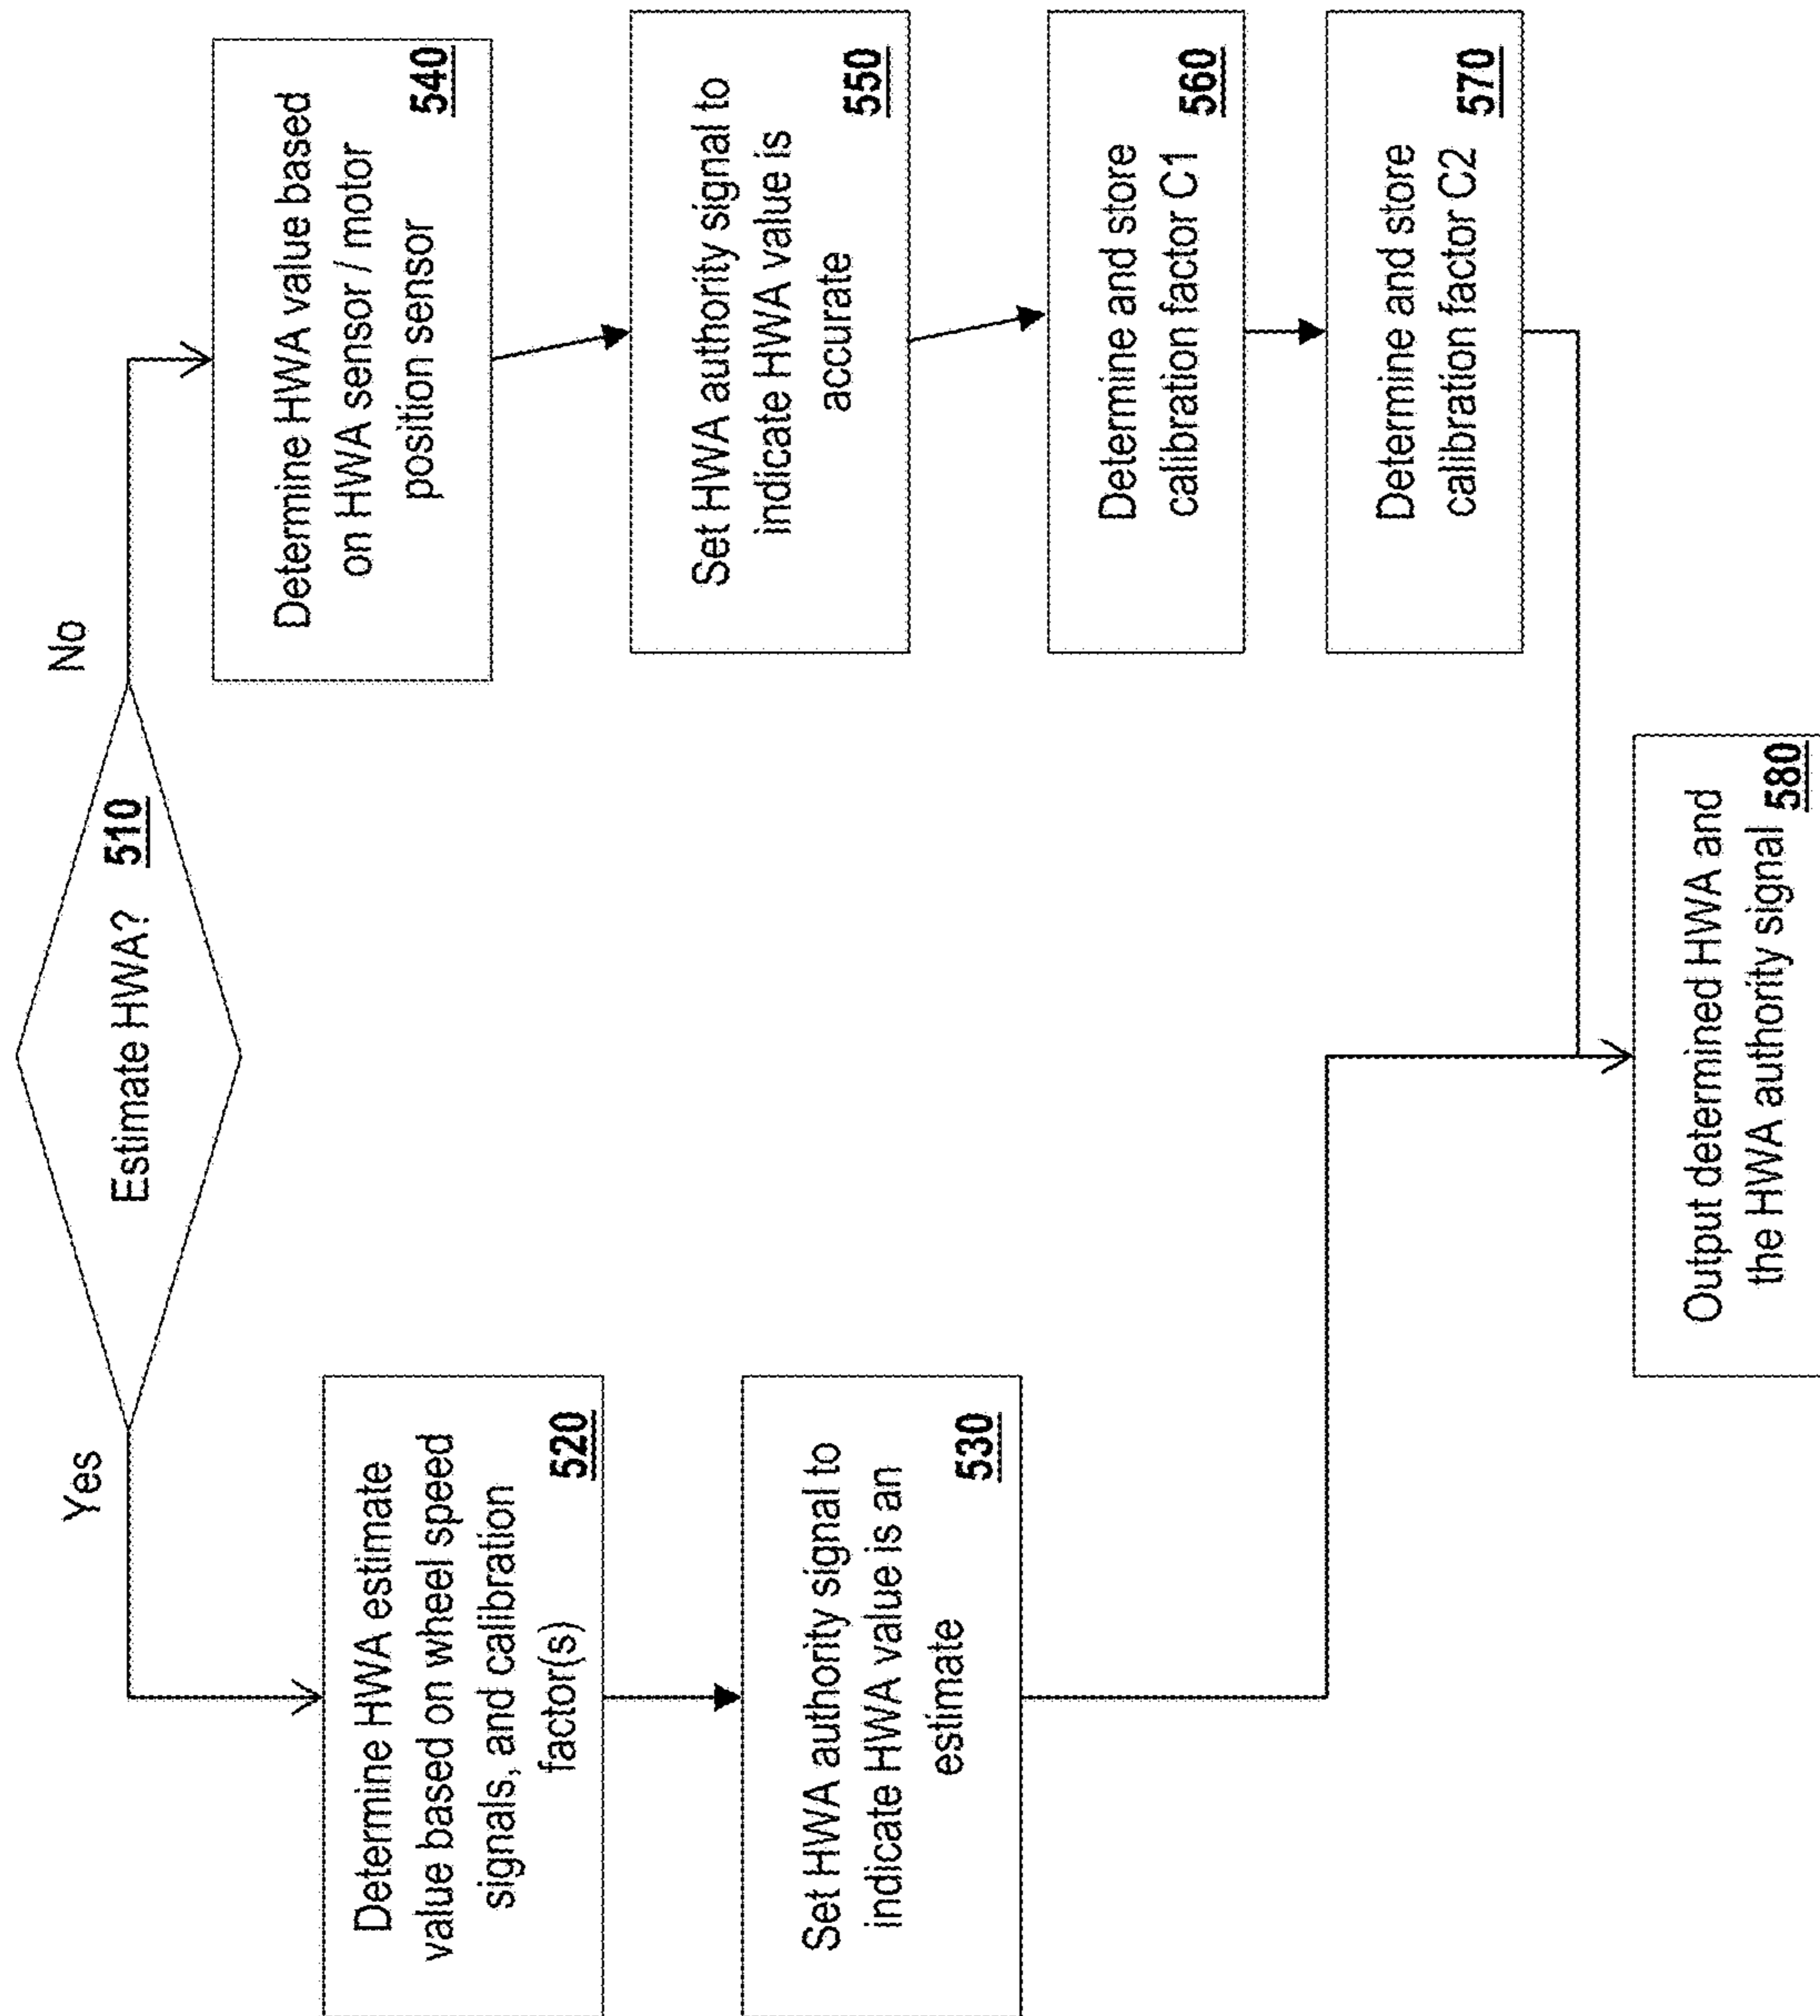 Estimate HWA? 510
Yes
No
Determine HWA estimate
value based on wheel speed
signals, and calibration
factor(s)
520
Set HWA authority signal to
indicate HWA value is an
estimate
530
Determine HWA value based
on HWA sensor / motor
position sensor
540
Set HWA authority signal to
indicate HWA value is
accurate
550
Determine and store
calibration factor C1
560
Determine and store
calibration factor C2
570
Output determined HWA and
the HWA authority signal
580